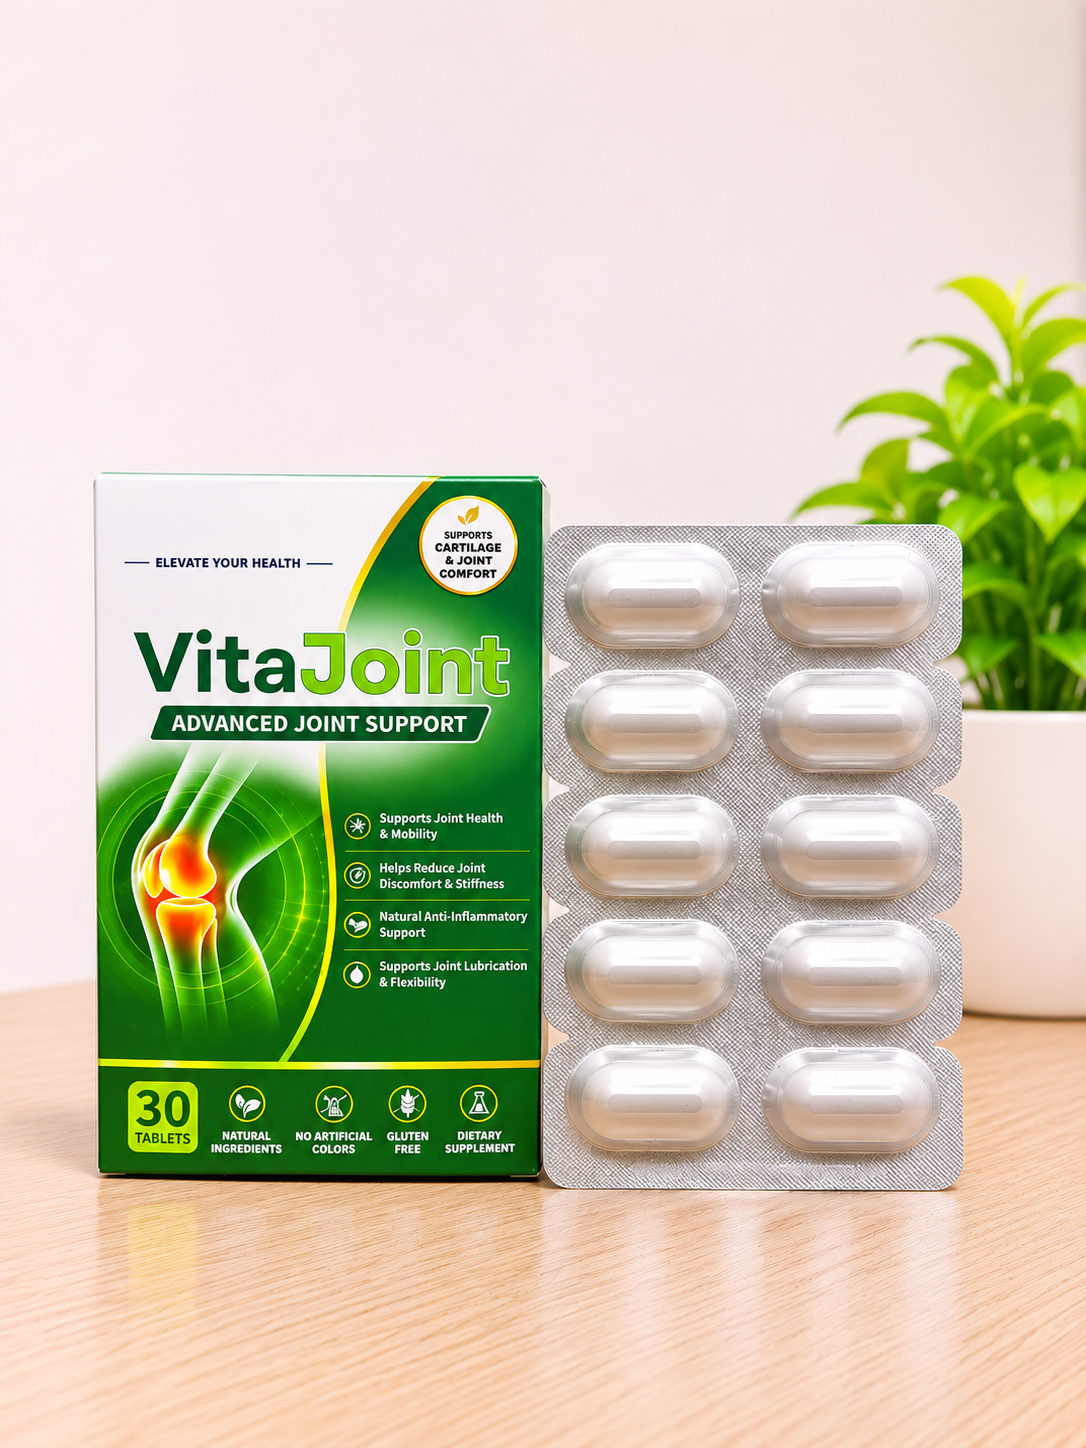 ELEVATE YOUR HEALTH
SUPPORTS
CARTILAGE
& JOINT
COMFORT
VitaJoint
ADVANCED JOINT SUPPORT
Supports Joint Health
& Mobility
Helps Reduce Joint
Discomfort & Stiffness
Natural Anti-Inflammatory
Support
Supports Joint Lubrication
& Flexibility
30
TABLETS
NATURAL
INGREDIENTS
NO ARTIFICIAL
COLORS
GLUTEN
FREE
DIETARY
SUPPLEMENT